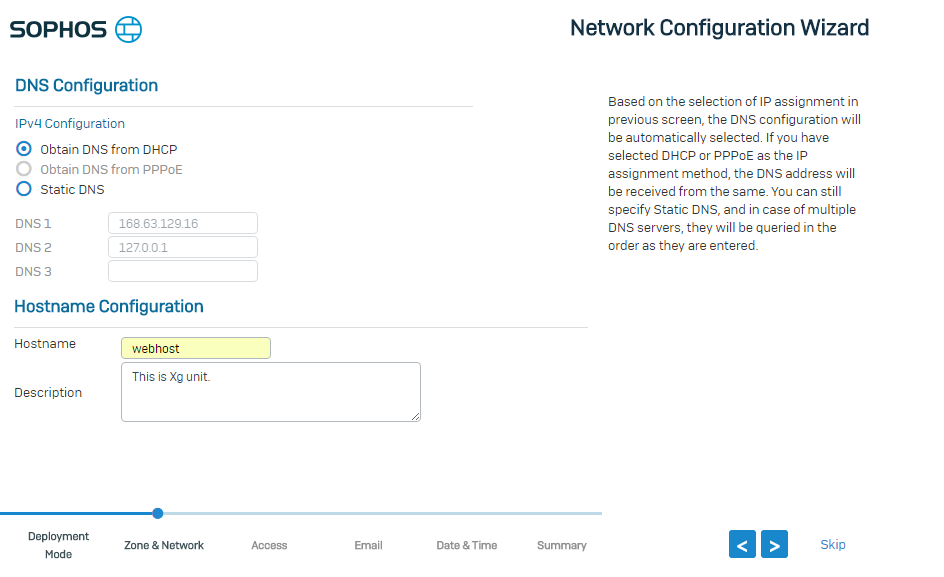 SOPHOS
Network Configuration Wizard
DNS Configuration
IPv4 Configuration
Obtain DNS from DHCP
Obtain DNS from PPPoE
Static DNS
DNS 1 168.63.129.16
DNS 2 127.0.0.1
DNS 3
Based on the selection of IP assignment in
previous screen, the DNS configuration will
be automatically selected. If you have
selected DHCP or PPPoE as the IP
assignment method, the DNS address will
be received from the same. You can still
specify Static DNS, and in case of multiple
DNS servers, they will be queried in the
order as they are entered.
Hostname Configuration
Hostname webhost
Description This is Xg unit.
Deployment
Mode
Zone & Network
Access
Email
Date & Time
Summary
< > Skip